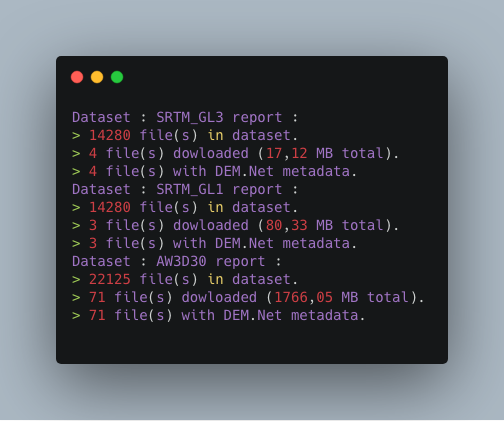 Dataset : SRTM_GL3 report :
> 14280 file(s) in dataset.
> 4 file(s) dowloaded (17,12 MB total).
> 4 file(s) with DEM.Net metadata.
Dataset : SRTM_GL1 report :
> 14280 file(s) in dataset.
> 3 file(s) dowloaded (80,33 MB total).
> 3 file(s) with DEM.Net metadata.
Dataset : AW3D30 report :
> 22125 file(s) in dataset.
> 71 file(s) dowloaded (1766,05 MB total).
> 71 file(s) with DEM.Net metadata.